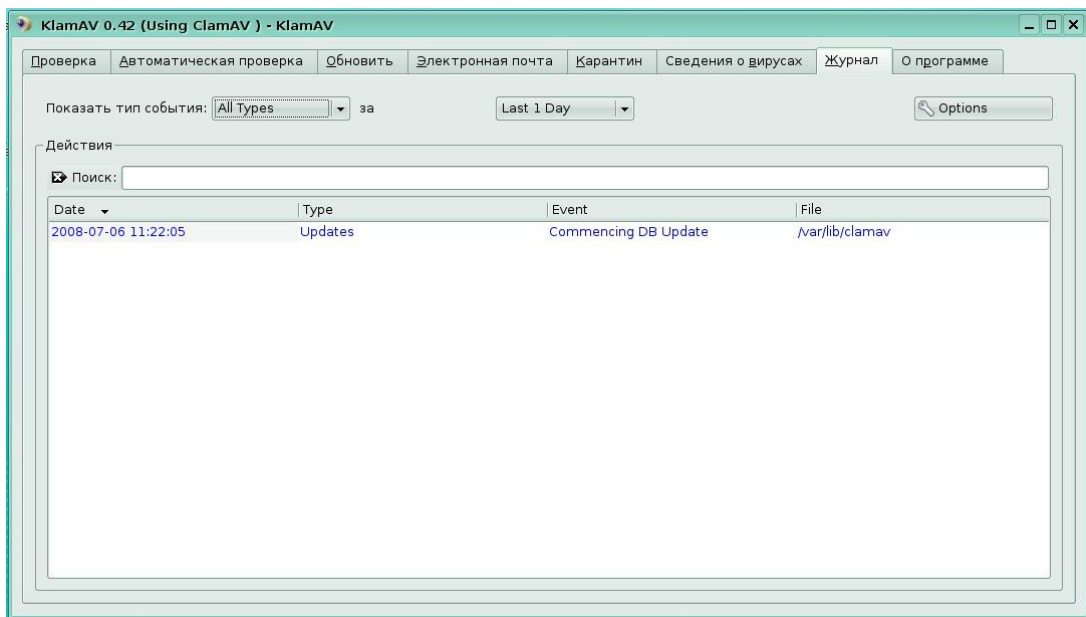 KlamAV 0.42 (Using ClamAV ) - KlamAV
Проверка Автоматическая проверка Обновить Электронная почта Карантин Сведения о вирусах Журнал О программе
Показать тип события: All Types за Last 1 Day Options
Действия
Поиск:
Date Type Event File
2008-07-06 11:22:05 Updates Commencing DB Update /var/lib/clamav